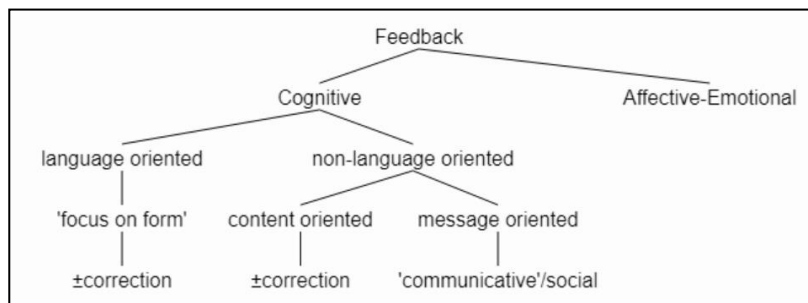 Feedback
Cognitive Affective-Emotional
language oriented non-language oriented
'focus on form' content oriented message oriented
±correction ±correction 'communicative'/social